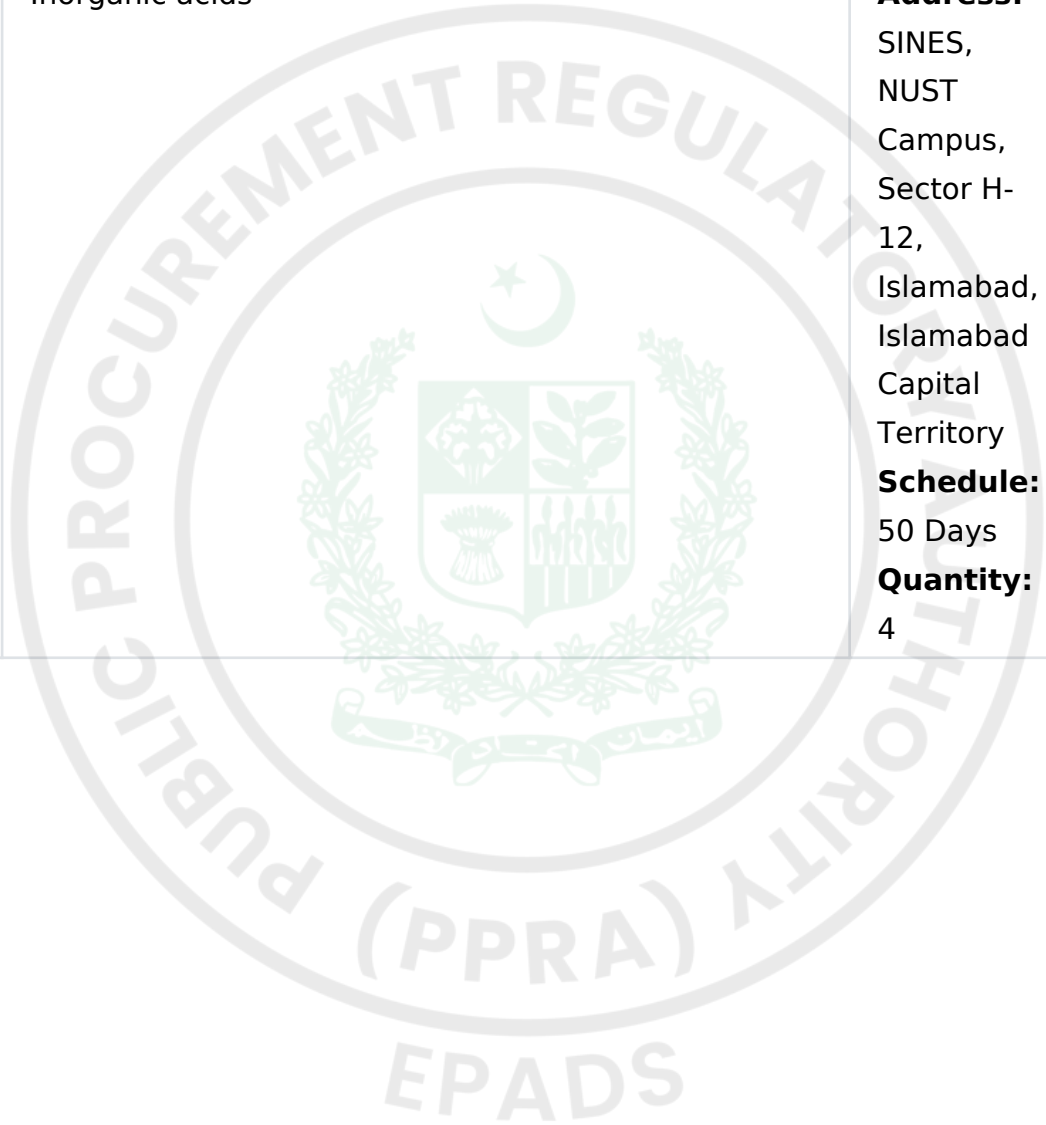 Inorganic acids
Address:
SINES,
NUST
Campus,
Sector H-
12,
Islamabad,
Islamabad
Capital
Territory
Schedule:
50 Days
Quantity:
4
PUBLIC PROCUREMENT REGULATORY AUTHORITY
(PPRA)
EPADS